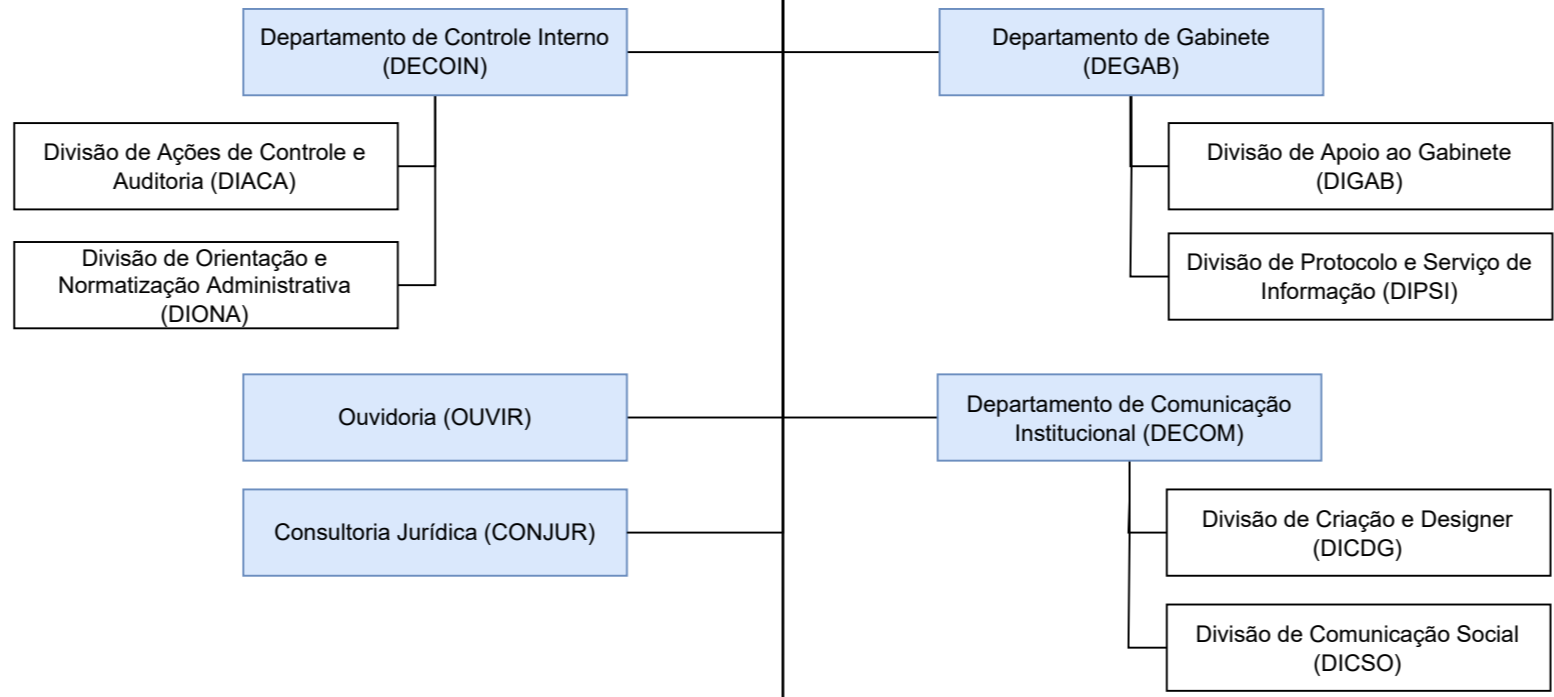 Departamento de Controle Interno
(DECOIN)
Divisão de Ações de Controle e
Auditoria (DIACA)
Divisão de Orientação e
Normatização Administrativa
(DIONA)
Departamento de Gabinete
(DEGAB)
Divisão de Apoio ao Gabinete
(DIGAB)
Divisão de Protocolo e Serviço de
Informação (DIPSI)
Ouvidoria (OUVIR)
Consultoria Jurídica (CONJUR)
Departamento de Comunicação
Institucional (DECOM)
Divisão de Criação e Designer
(DICDG)
Divisão de Comunicação Social
(DICSO)